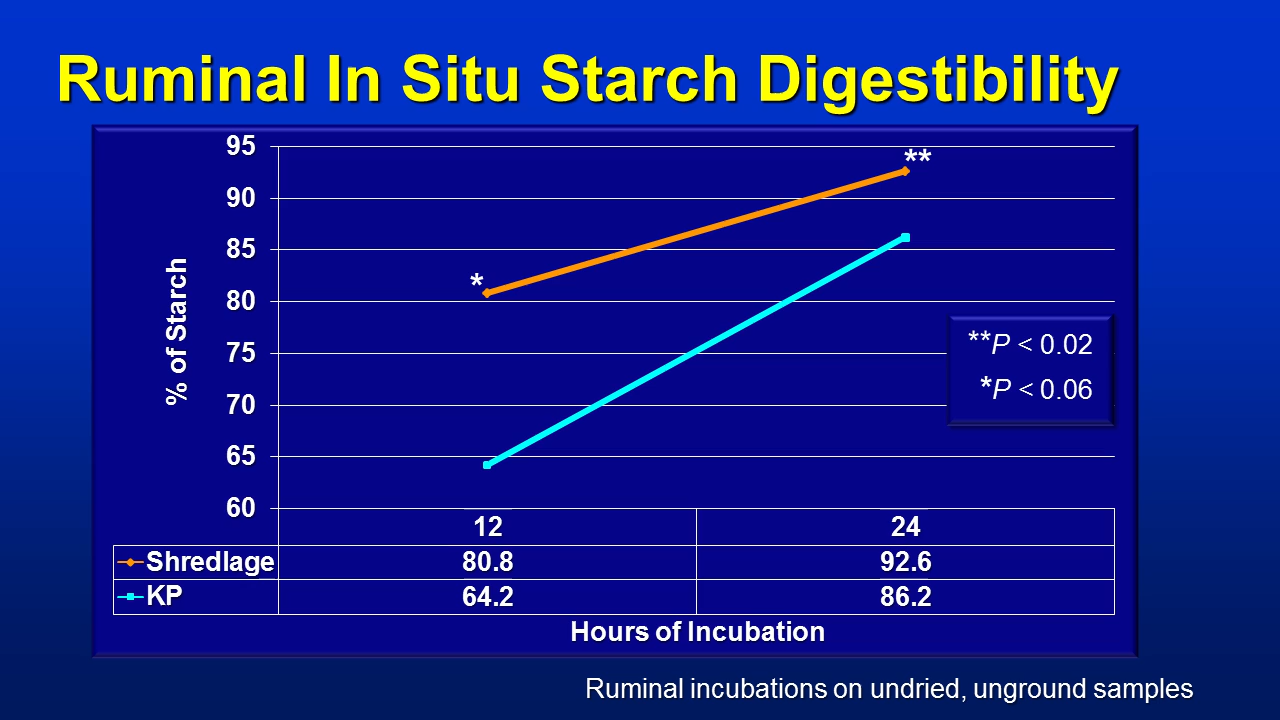 Ruminal In Situ Starch Digestibility
95
90
85
80
75
70
65
60
% of Starch
*
**
**P < 0.02
*P < 0.06
12 24
Shredlage 80.8 92.6
KP 64.2 86.2
Hours of Incubation
Ruminal incubations on undried, unground samples